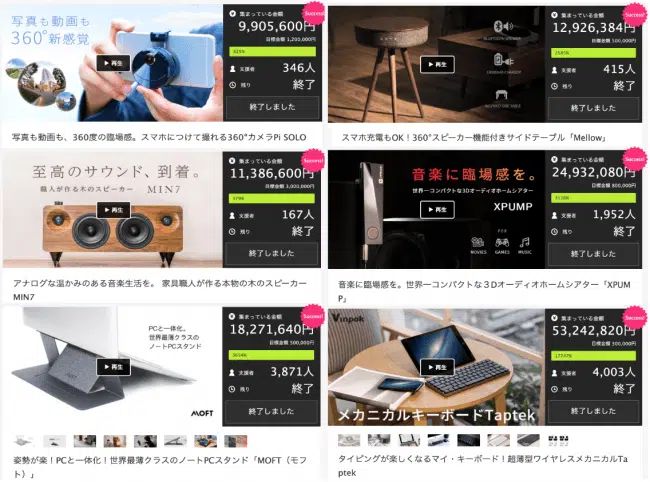 写真も動画も
360°新感覚
再生
Success!
集まっている金額
9,905,600円
目標金額 1,200,000円
825%
支援者 346人
残り 終了
終了しました
写真も動画も、360度の臨場感。スマホにつけて撮れる360°カメラPi SOLO
再生
Success!
集まっている金額
12,926,384円
目標金額 500,000円
2585%
支援者 415人
残り 終了
終了しました
スマホ充電もOK！360°スピーカー機能付きサイドテーブル「Mellow」
至高のサウンド、到着。
職人が作る木のスピーカー MIN7
再生
Success!
集まっている金額
11,386,600円
目標金額 3,000,000円
379%
支援者 167人
残り 終了
終了しました
アナログな温かみのある音楽生活を。 家具職人が作る本物の木のスピーカー
MIN7
音楽に臨場感を。
世界一コンパクトな3Dオーディオホームシアター
XPUMP
FOR
MOVIES GAMES MUSIC
再生
Success!
集まっている金額
24,932,080円
目標金額 800,000円
3116%
支援者 1,952人
残り 終了
終了しました
音楽に臨場感を。世界一コンパクトな３Dオーディオホームシアター「XPUM
P」
PCと一体化。
世界最薄クラスの
ノートPCスタンド
再生
MOFT
Success!
集まっている金額
18,271,640円
目標金額 500,000円
3654%
支援者 3,871人
残り 終了
終了しました
姿勢が楽！PCと一体化！世界最薄クラスのノートPCスタンド「MOFT（モフ
ト）」
Vinpok
再生
メカニカルキーボードTaptek
Success!
集まっている金額
53,242,820円
目標金額 300,000円
17747%
支援者 4,003人
残り 終了
終了しました
タイピングが楽しくなるマイ・キーボード！超薄型ワイヤレスメカニカルTa
ptek